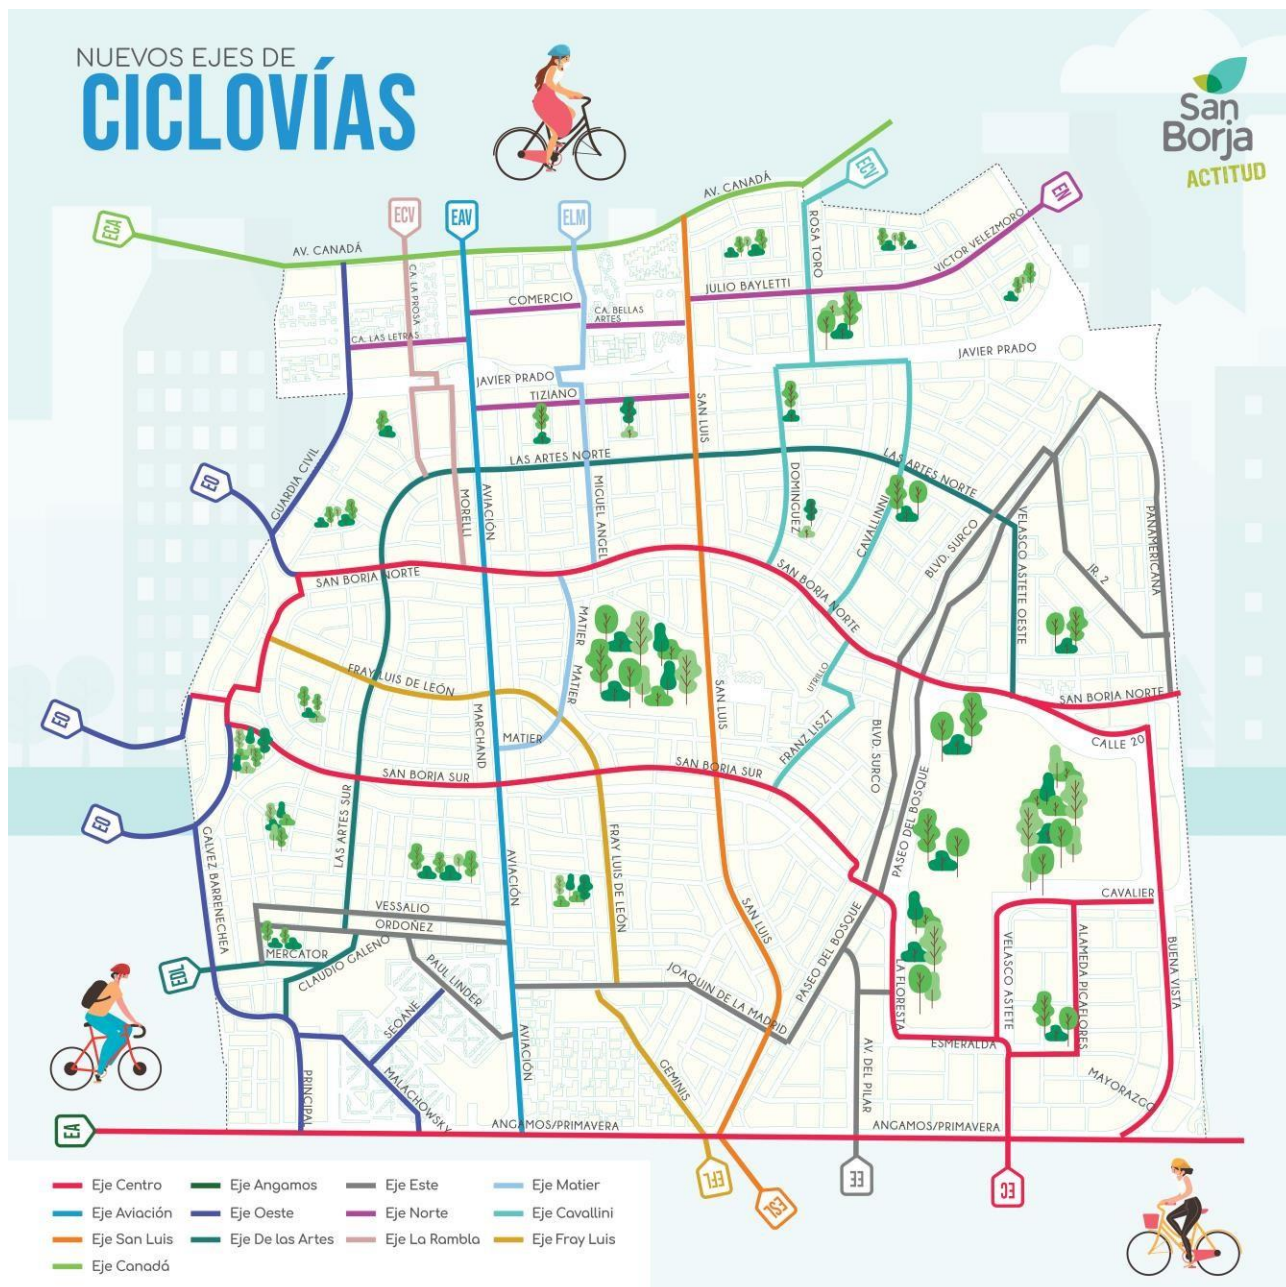 NUEVOS EJES DE
CICLOVÍAS
San
Borja
ACTITUD
ECA
ECV
EAV
ELM
ECV
EN
AV. CANADÁ
AV. CANADÁ
ROSA TORO
VICTOR VELEZMORO
JULIO BAYLETTI
CA. LA PROSA
COMERCIO
CA. BELLAS
ARTES
CA. LAS LETRAS
JAVIER PRADO
JAVIER PRADO
TIZIANO
SAN LUIS
GUARDIA CIVIL
LAS ARTES NORTE
LAS ARTES NORTE
EO
MORELLI
AVIACIÓN
MIGUEL ANGEL
DOMINGUEZ
CAVALLINNI
BLVD. SURCO
VELASCO ASTETE OESTE
PANAMERICANA
JR. 2
SAN BORJA NORTE
SAN BORJA NORTE
MATIER
MATIER
FRAY LUIS DE LEÓN
UTRILLO
SAN LUIS
SAN BORJA NORTE
EO
MARCHAND
MATIER
FRANZ LISZT
BLVD. SURCO
CALLE 20
SAN BORJA SUR
SAN BORJA SUR
PASEO DEL BOSQUE
EO
GALVEZ BARRENECHEA
LAS ARTES SUR
AVIACIÓN
FRAY LUIS DE LEÓN
SAN LUIS
CAVALIER
VESSALIO
ORDOÑEZ
MERCATOR
CLAUDIO GALENO
PAUL LINDER
JOAQUIN DE LA MADRID
PASEO DEL BOSQUE
LA FLORESTA
VELASCO ASTETE
ALAMEDA PICAFLORES
BUENA VISTA
EDL
SEOANE
ESMERALDA
PRINCIPAL
MALACHOWSKY
AVIACIÓN
GEMINIS
AV. DEL PILAR
MAYORAZGO
EA
ANGAMOS/PRIMAVERA
ANGAMOS/PRIMAVERA
EFL
ESL
EE
EC
Eje Centro
Eje Angamos
Eje Este
Eje Matier
Eje Aviación
Eje Oeste
Eje Norte
Eje Cavallini
Eje San Luis
Eje De las Artes
Eje La Rambla
Eje Fray Luis
Eje Canadá